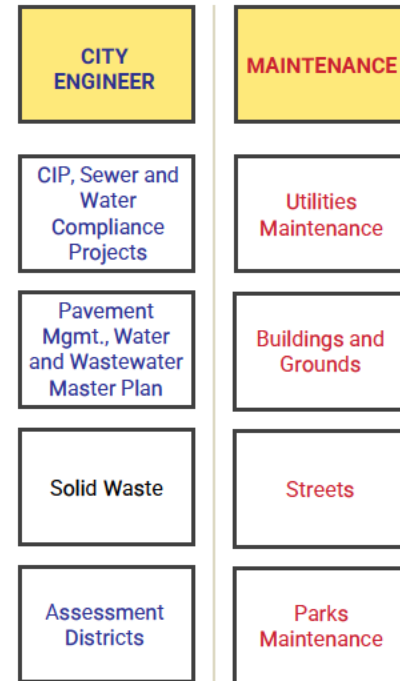 CITY
ENGINEER
CIP, Sewer and
Water
Compliance
Projects
Pavement
Mgmt., Water
and Wastewater
Master Plan
Solid Waste
Assessment
Districts
MAINTENANCE
Utilities
Maintenance
Buildings and
Grounds
Streets
Parks
Maintenance